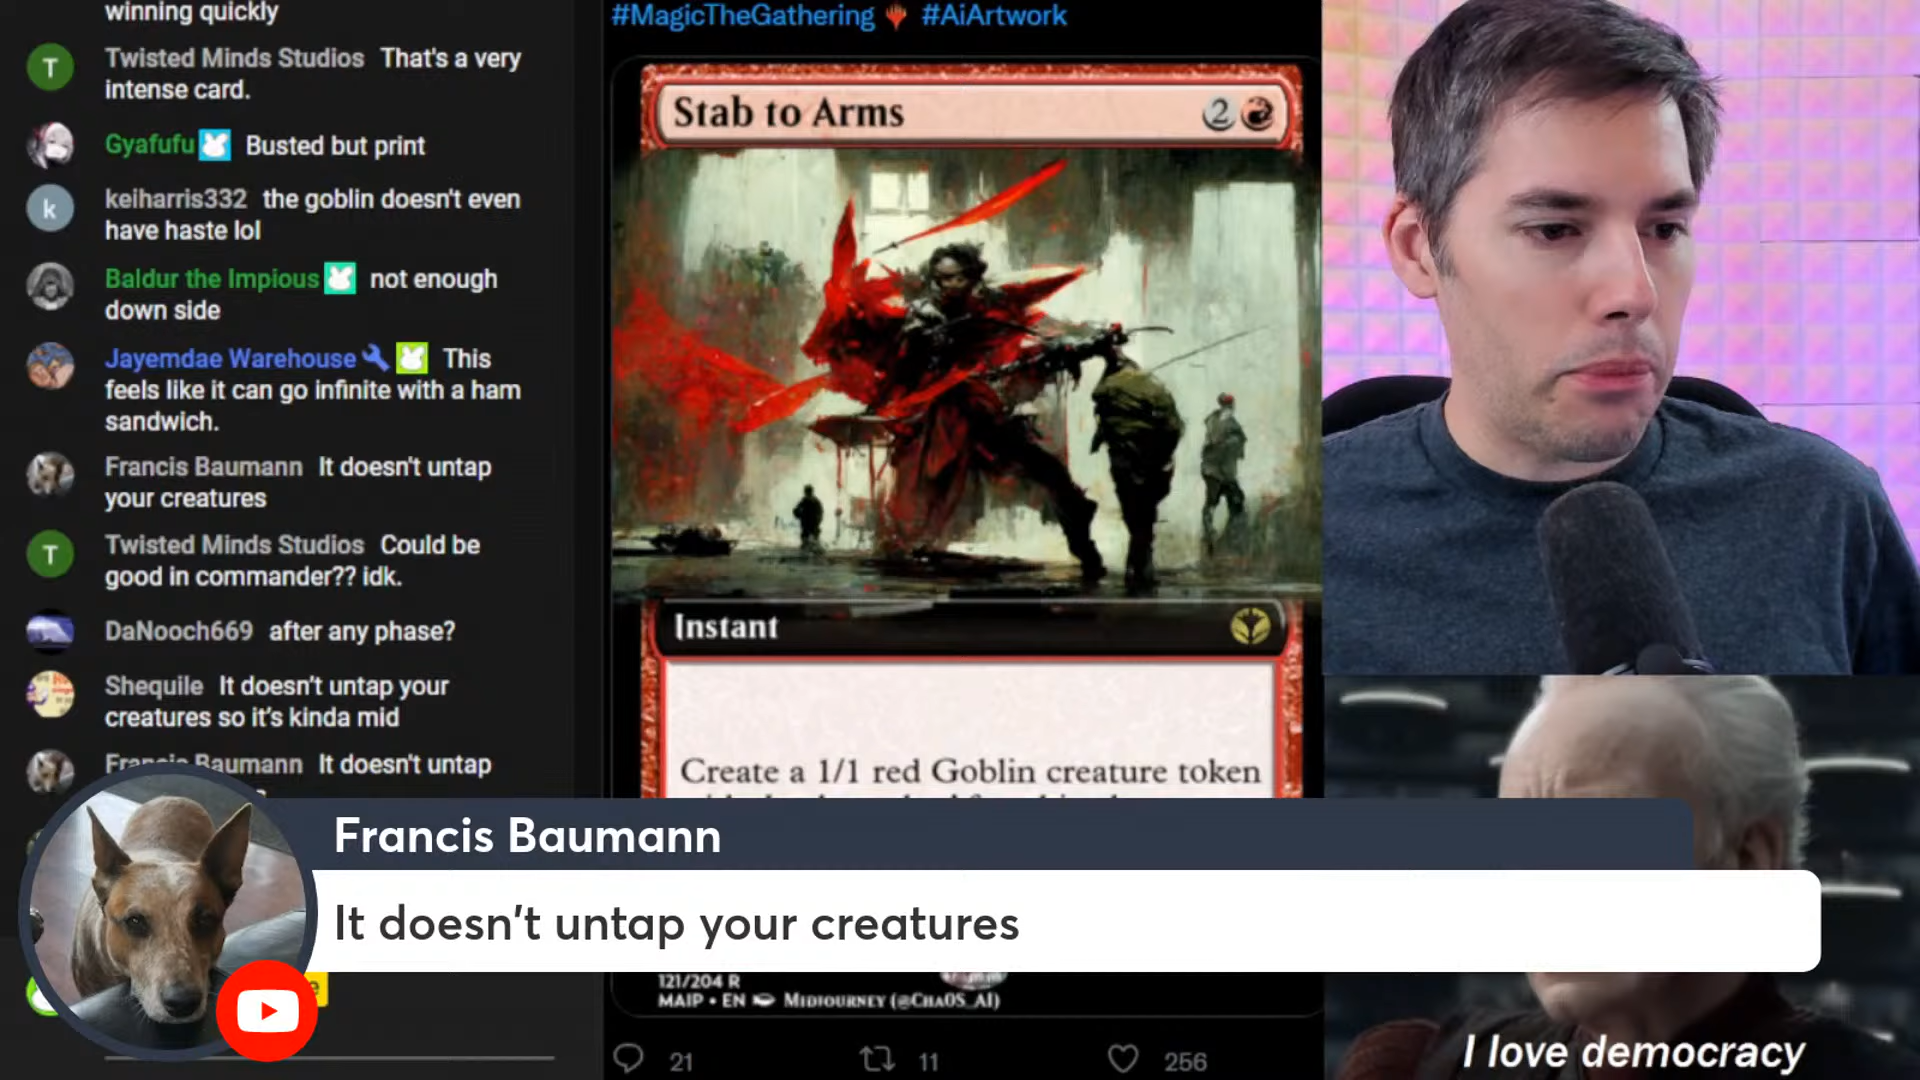 winning quickly
Twisted Minds Studios That's a very
intense card.
Gyafufu Busted but print
keiharris332 the goblin doesn't even
have haste lol
Baldur the Impious not enough
down side
Jayemdae Warehouse This
feels like it can go infinite with a ham
sandwich.
Francis Baumann It doesn't untap
your creatures
Twisted Minds Studios Could be
good in commander?? idk.
DaNooch669 after any phase?
Shequile It doesn't untap your
creatures so it's kinda mid
Francis Baumann It doesn't untap
T
k
T
#MagicTheGathering #AiArtwork
Stab to Arms 2
Instant
Create a 1/1 red Goblin creature token
Francis Baumann
It doesn't untap your creatures
121/204 R
MAIP • EN Midjourney (@ChaOS_AI)
21 11 256
I love democracy